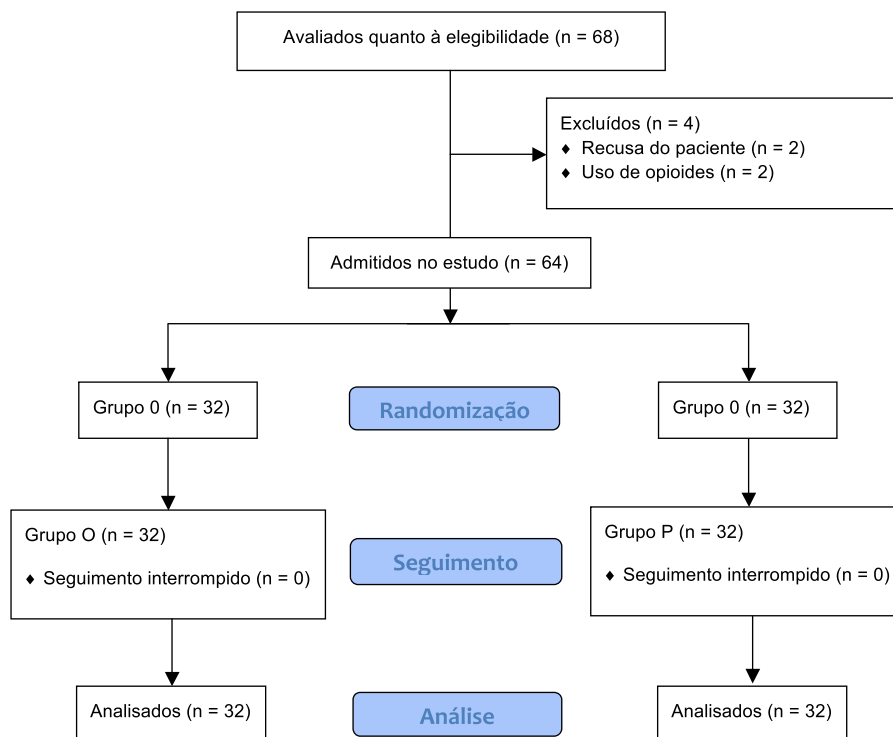 Avaliados quanto à elegibilidade (n = 68)
Excluídos (n = 4)
♦ Recusa do paciente (n = 2)
♦ Uso de opioides (n = 2)
Admitidos no estudo (n = 64)
Grupo 0 (n = 32)
Randomização
Grupo 0 (n = 32)
Grupo O (n = 32)
♦ Seguimento interrompido (n = 0)
Seguimento
Grupo P (n = 32)
♦ Seguimento interrompido (n = 0)
Analisados (n = 32)
Análise
Analisados (n = 32)